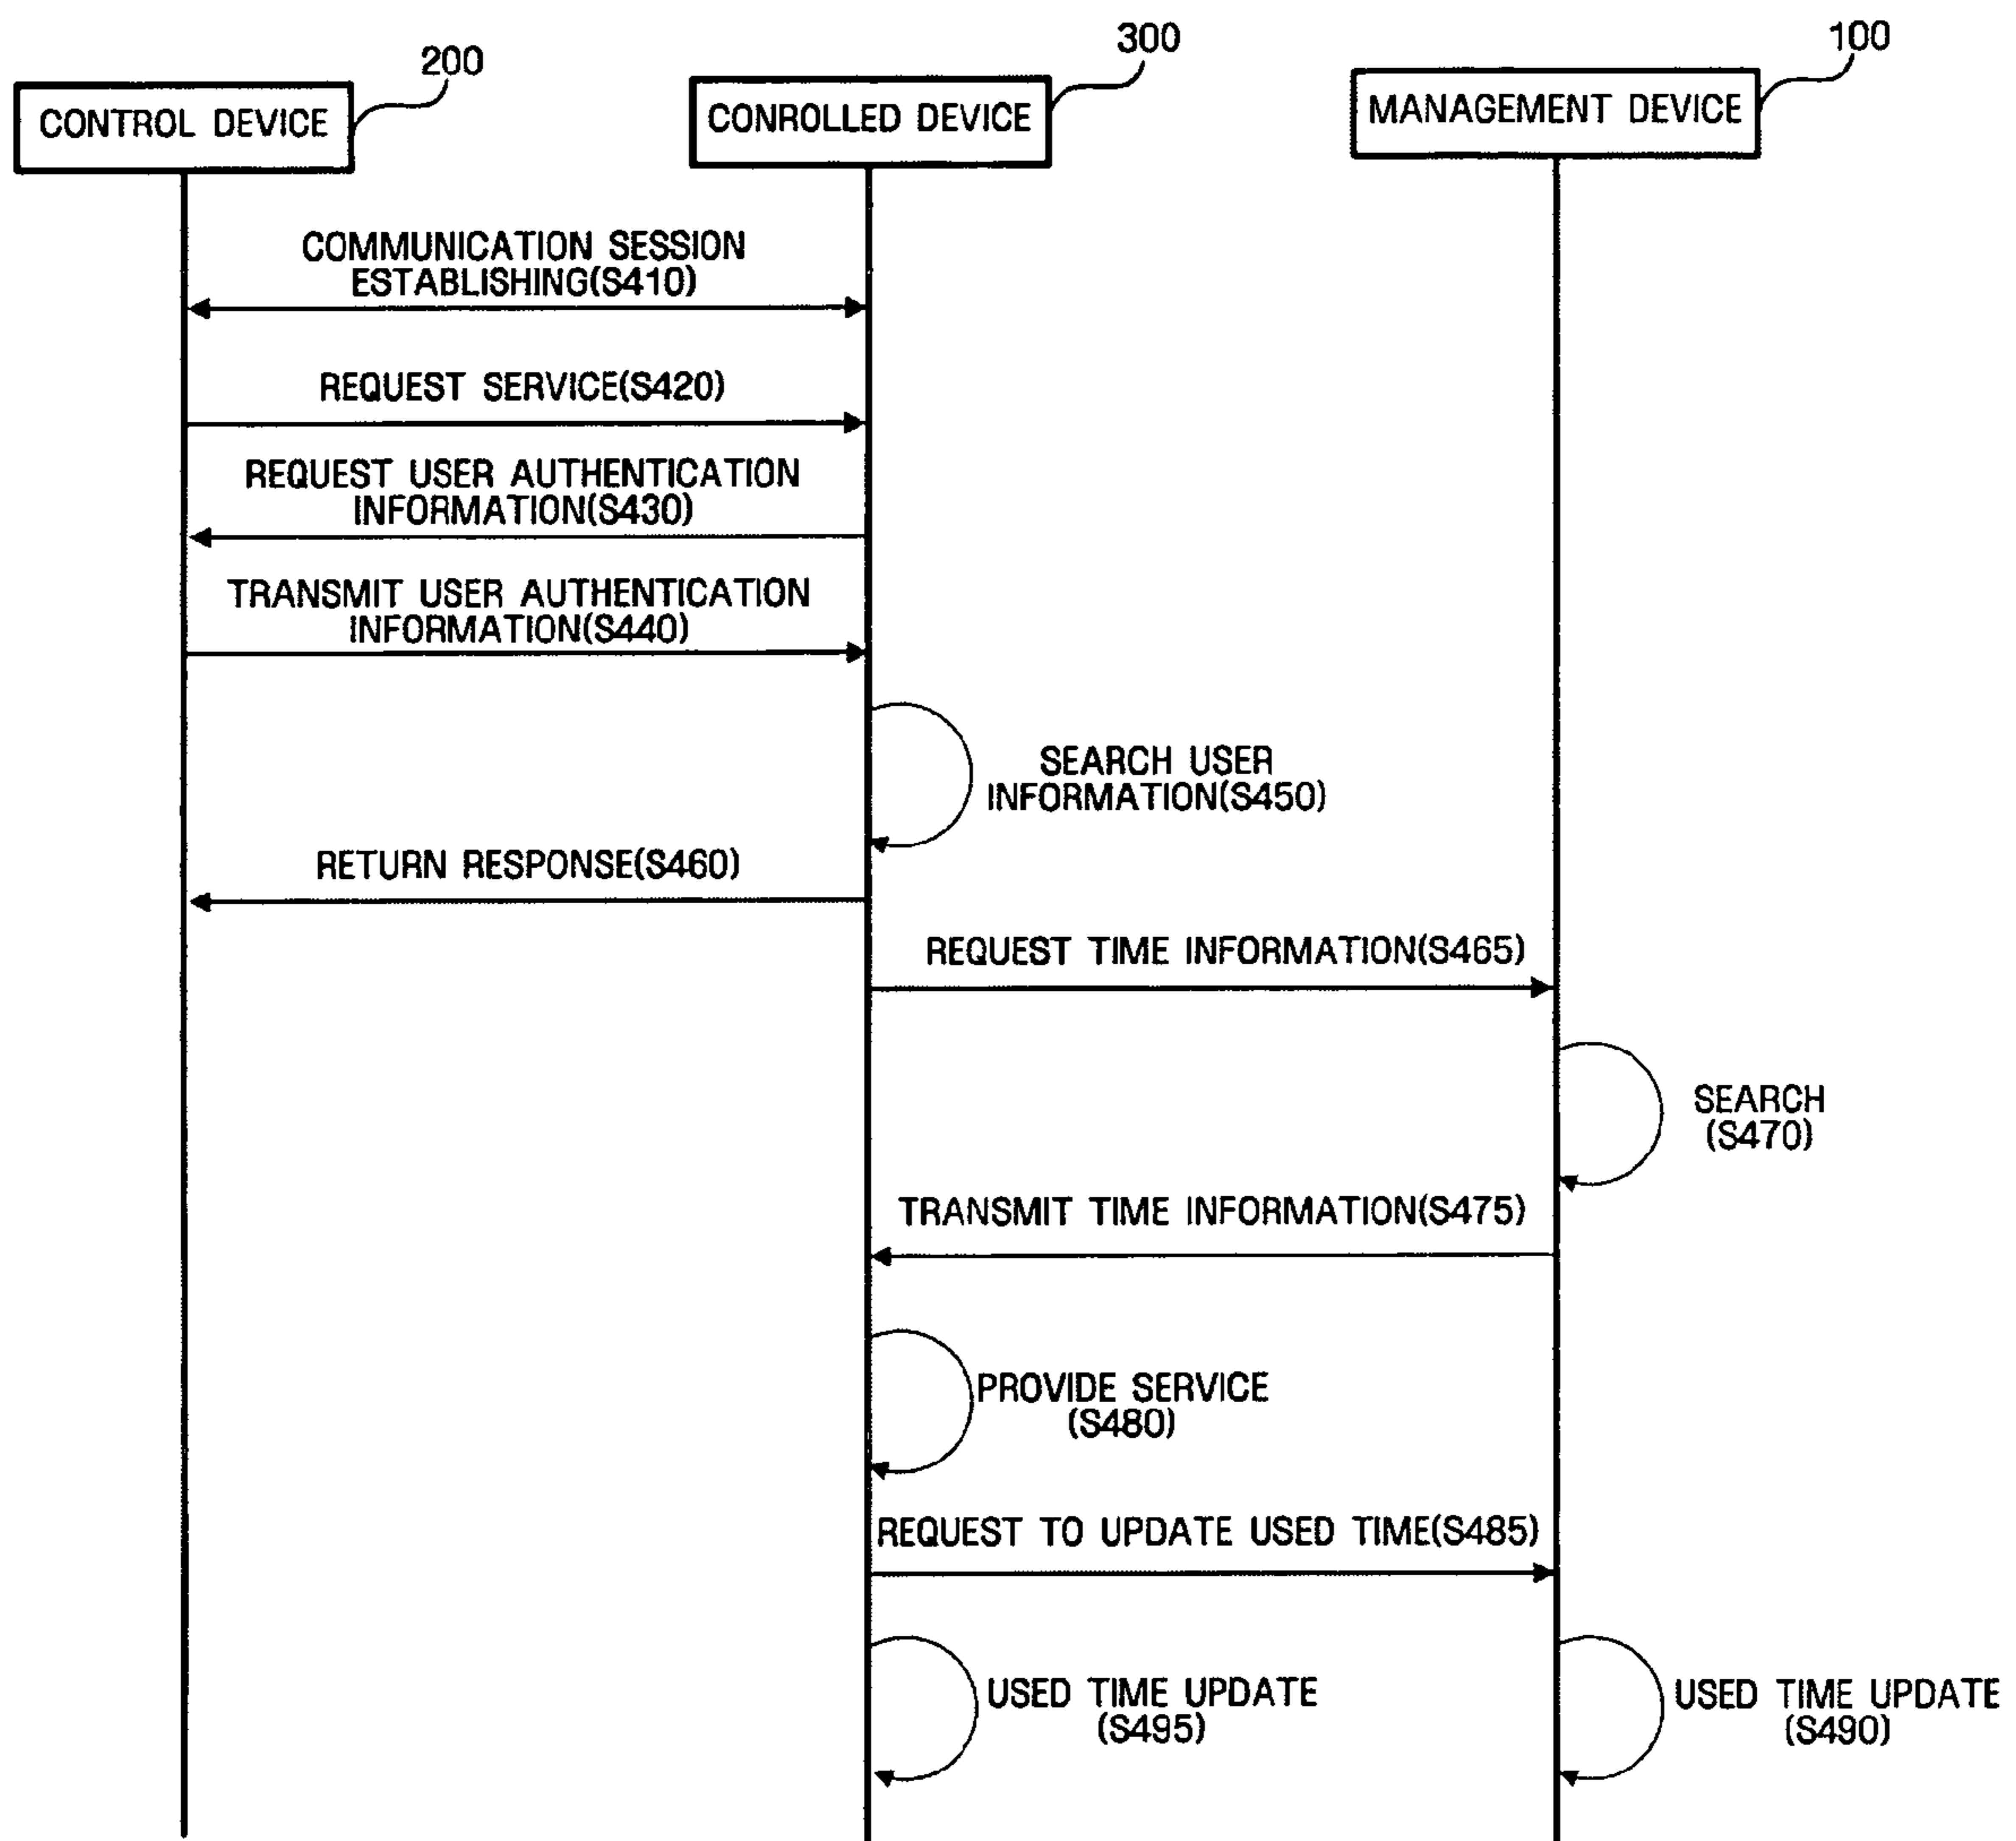 200
300
100
CONTROL DEVICE
CONROLLED DEVICE
MANAGEMENT DEVICE
COMMUNICATION SESSION
ESTABLISHING(S410)
REQUEST SERVICE(S420)
REQUEST USER AUTHENTICATION
INFORMATION(S430)
TRANSMIT USER AUTHENTICATION
INFORMATION(S440)
SEARCH USER
INFORMATION(S450)
RETURN RESPONSE(S460)
REQUEST TIME INFORMATION(S465)
SEARCH
(S470)
TRANSMIT TIME INFORMATION(S475)
PROVIDE SERVICE
(S480)
REQUEST TO UPDATE USED TIME(S485)
USED TIME UPDATE
(S495)
USED TIME UPDATE
(S490)